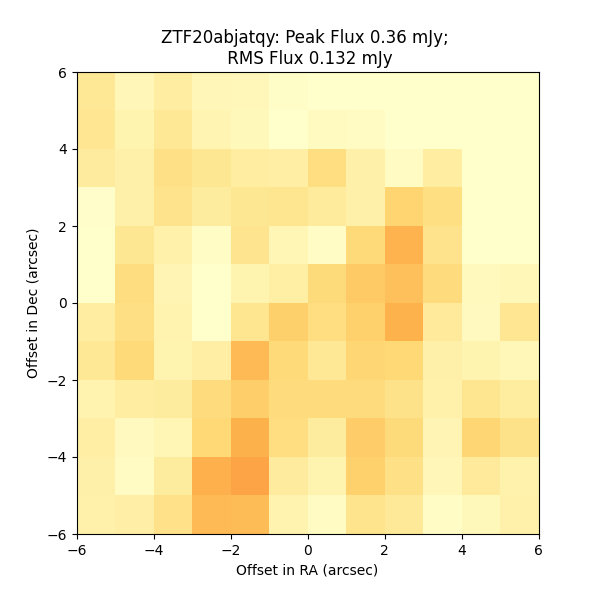 ZTF20abjatqy: Peak Flux 0.36 mJy;
RMS Flux 0.132 mJy
6
4
2
0
−2
−4
−6
Offset in Dec (arcsec)
−6 −4 −2 0 2 4 6
Offset in RA (arcsec)